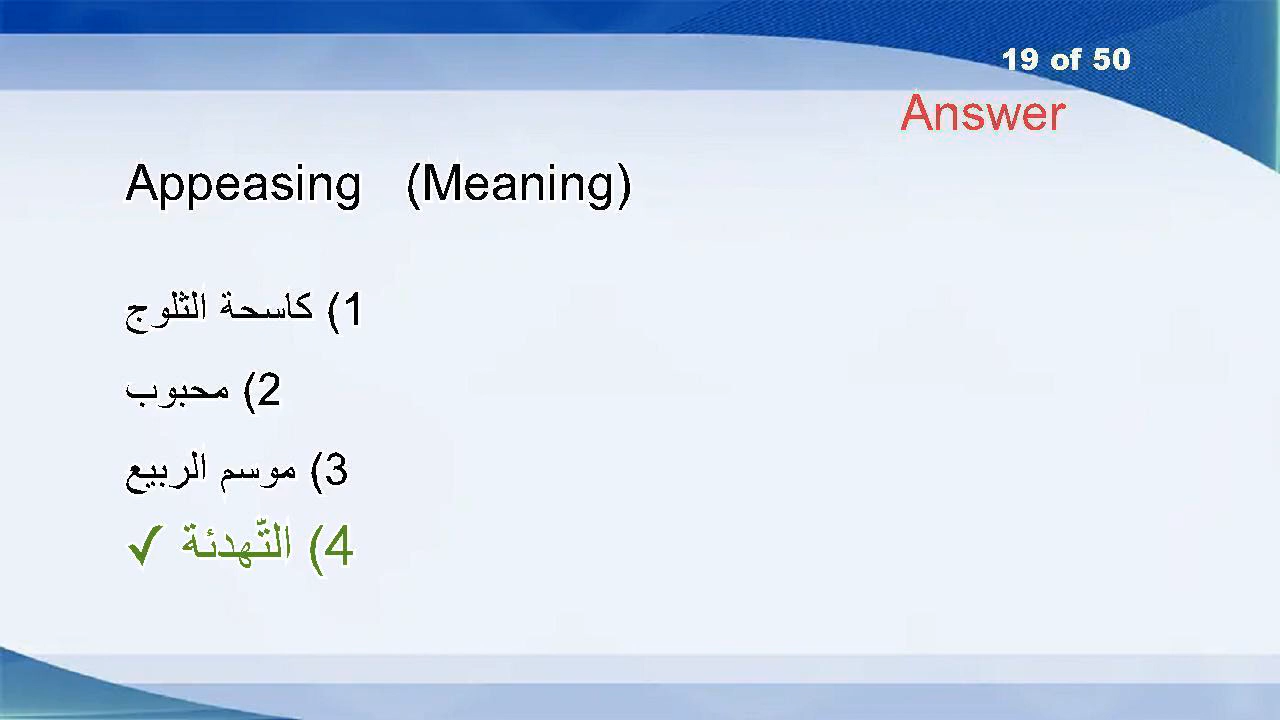 19 of 50
Answer
Appeasing (Meaning)
1) كاسحة الثلوج
2) محبوب
3) موسم الربيع
4) التّهدئة ✓